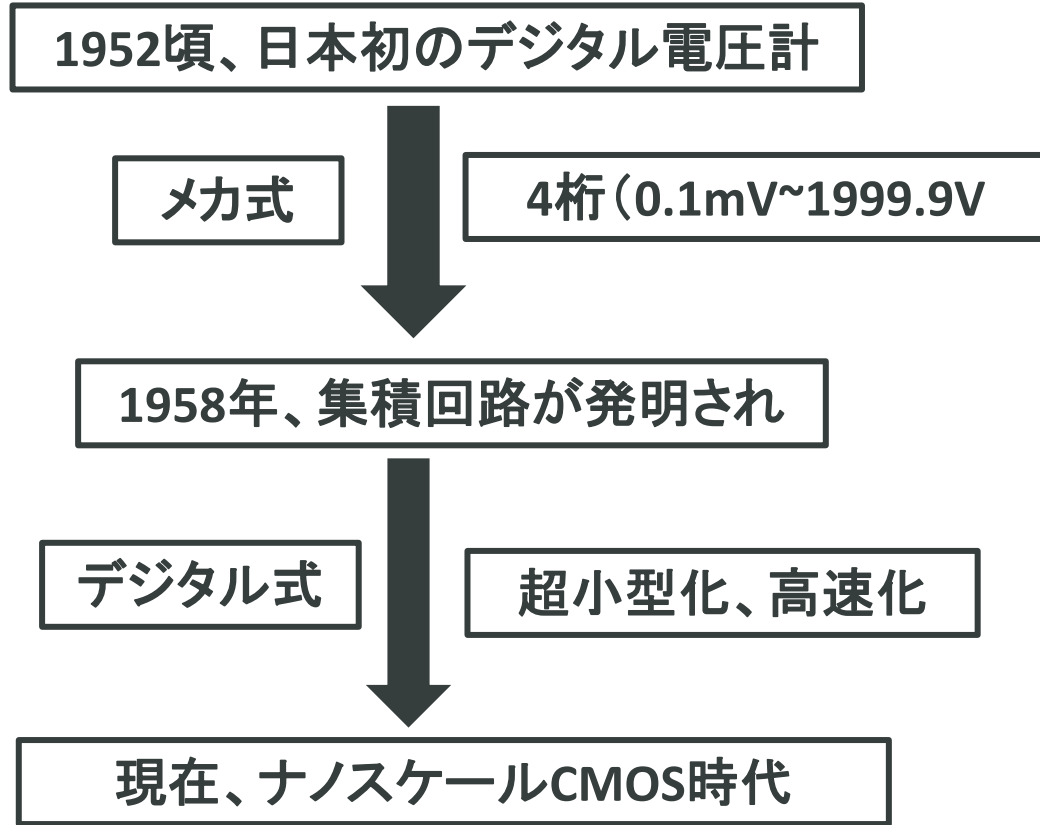 1952頃、日本初のデジタル電圧計
メカ式
4桁（0.1mV~1999.9V
1958年、集積回路が発明され
デジタル式
超小型化、高速化
現在、ナノスケールCMOS時代